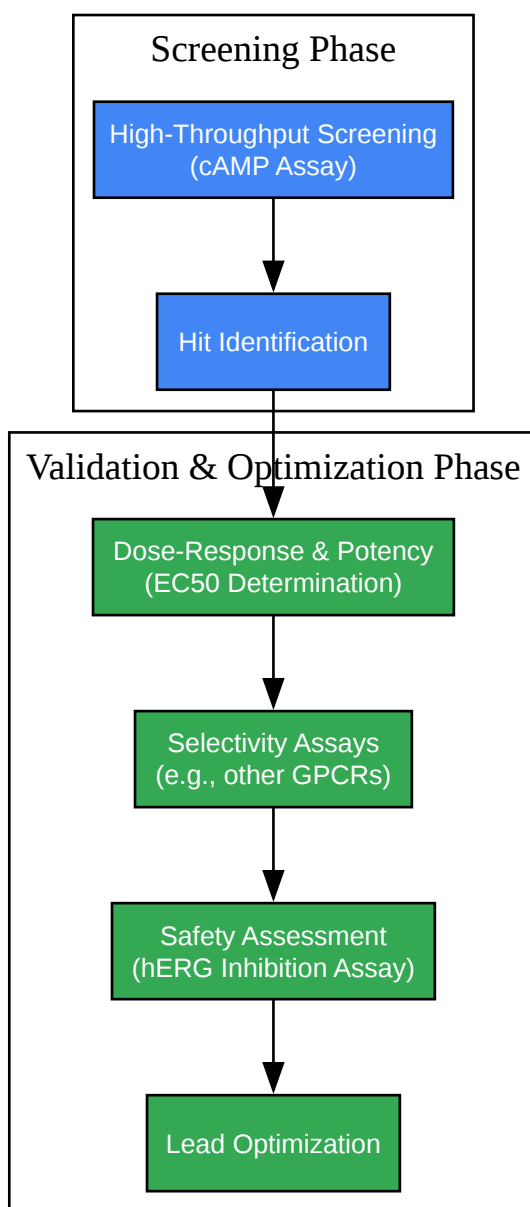 Screening Phase
High-Throughput Screening
(cAMP Assay)
Hit Identification
Validation & Optimization Phase
Dose-Response & Potency
(EC50 Determination)
Selectivity Assays
(e.g., other GPCRs)
Safety Assessment
(hERG Inhibition Assay)
Lead Optimization